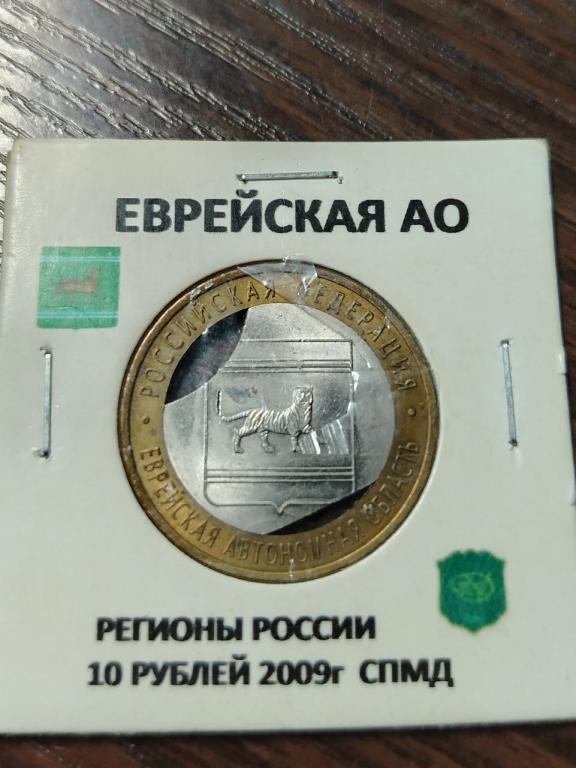 ЕВРЕЙСКАЯ АО
РОССИЙСКАЯ ФЕДЕРАЦИЯ
ЕВРЕЙСКАЯ АВТОНОМНАЯ ОБЛАСТЬ
РЕГИОНЫ РОССИИ
10 РУБЛЕЙ 2009г СПМД